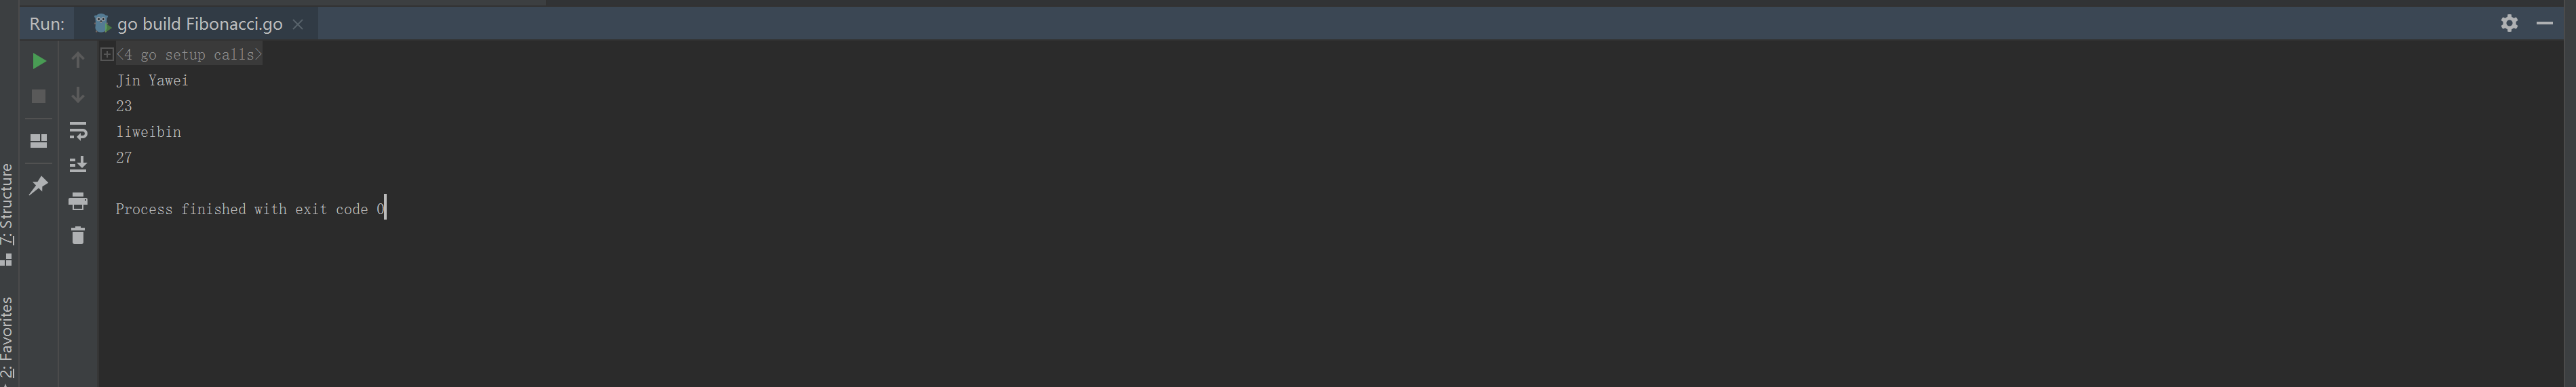 Run: go build Fibonacci.go
<4 go setup calls>
Jin Yawei
23
liweibin
27
Process finished with exit code 0
7: Structure
2: Favorites